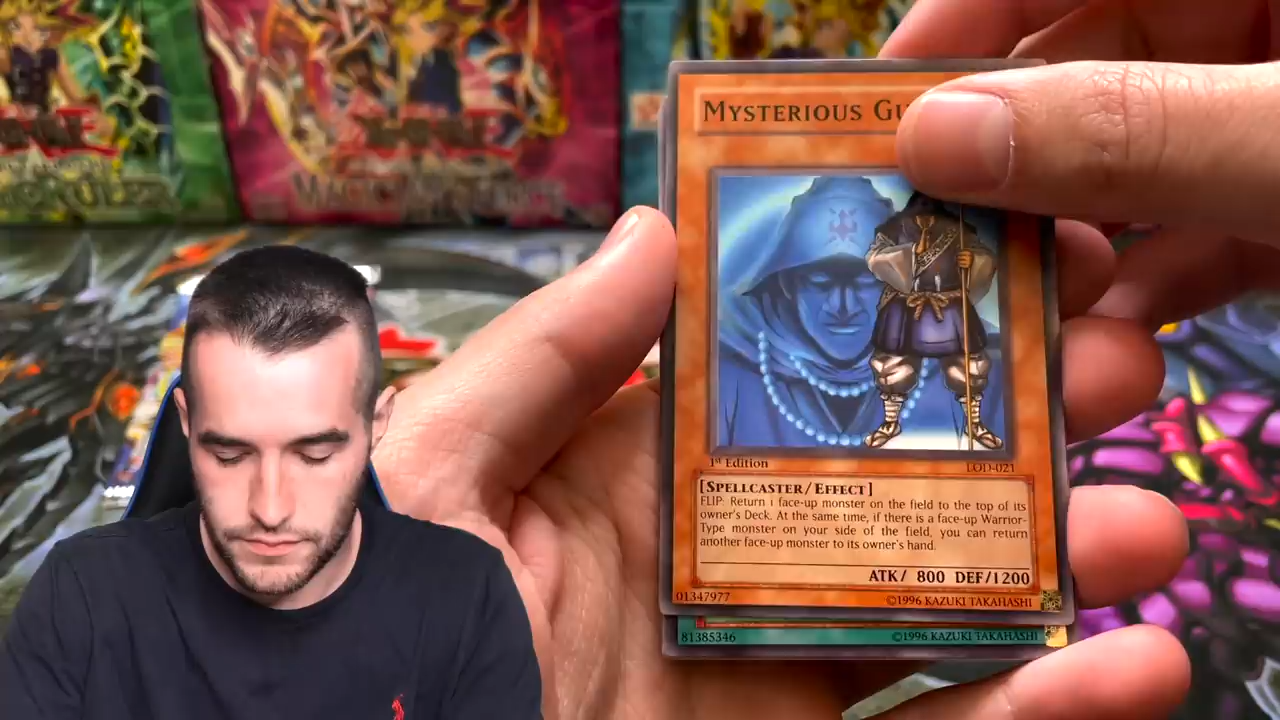 MYSTERIOUS GU
1st Edition
LOD-021
[SPELLCASTER/EFFECT]
FLIP: Return 1 face-up monster on the field to the top of its
owner's Deck. At the same time, if there is a face-up Warrior-
Type monster on your side of the field, you can return
another face-up monster to its owner's hand.
ATK/ 800 DEF/1200
01347977
©1996 KAZUKI TAKAHASHI
81385346
©1996 KAZUKI TAKAHASHI